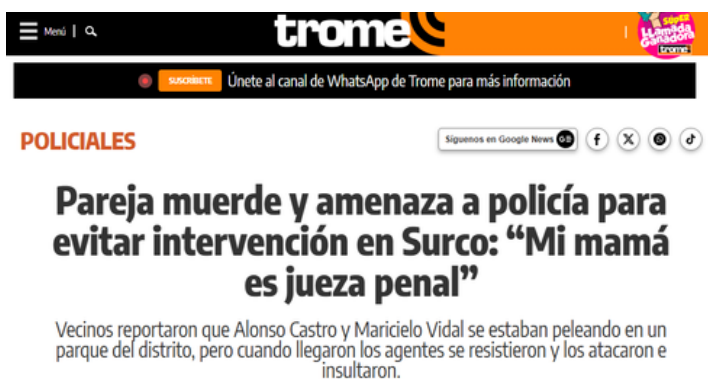 Menú
trome
SÚPER
Llamada
Ganadora
trome
SUSCRÍBETE Únete al canal de WhatsApp de Trome para más información
POLICIALES
Síguenos en Google News
Pareja muerde y amenaza a policía para
evitar intervención en Surco: “Mi mamá
es jueza penal”
Vecinos reportaron que Alonso Castro y Maricielo Vidal se estaban peleando en un
parque del distrito, pero cuando llegaron los agentes se resistieron y los atacaron e
insultaron.